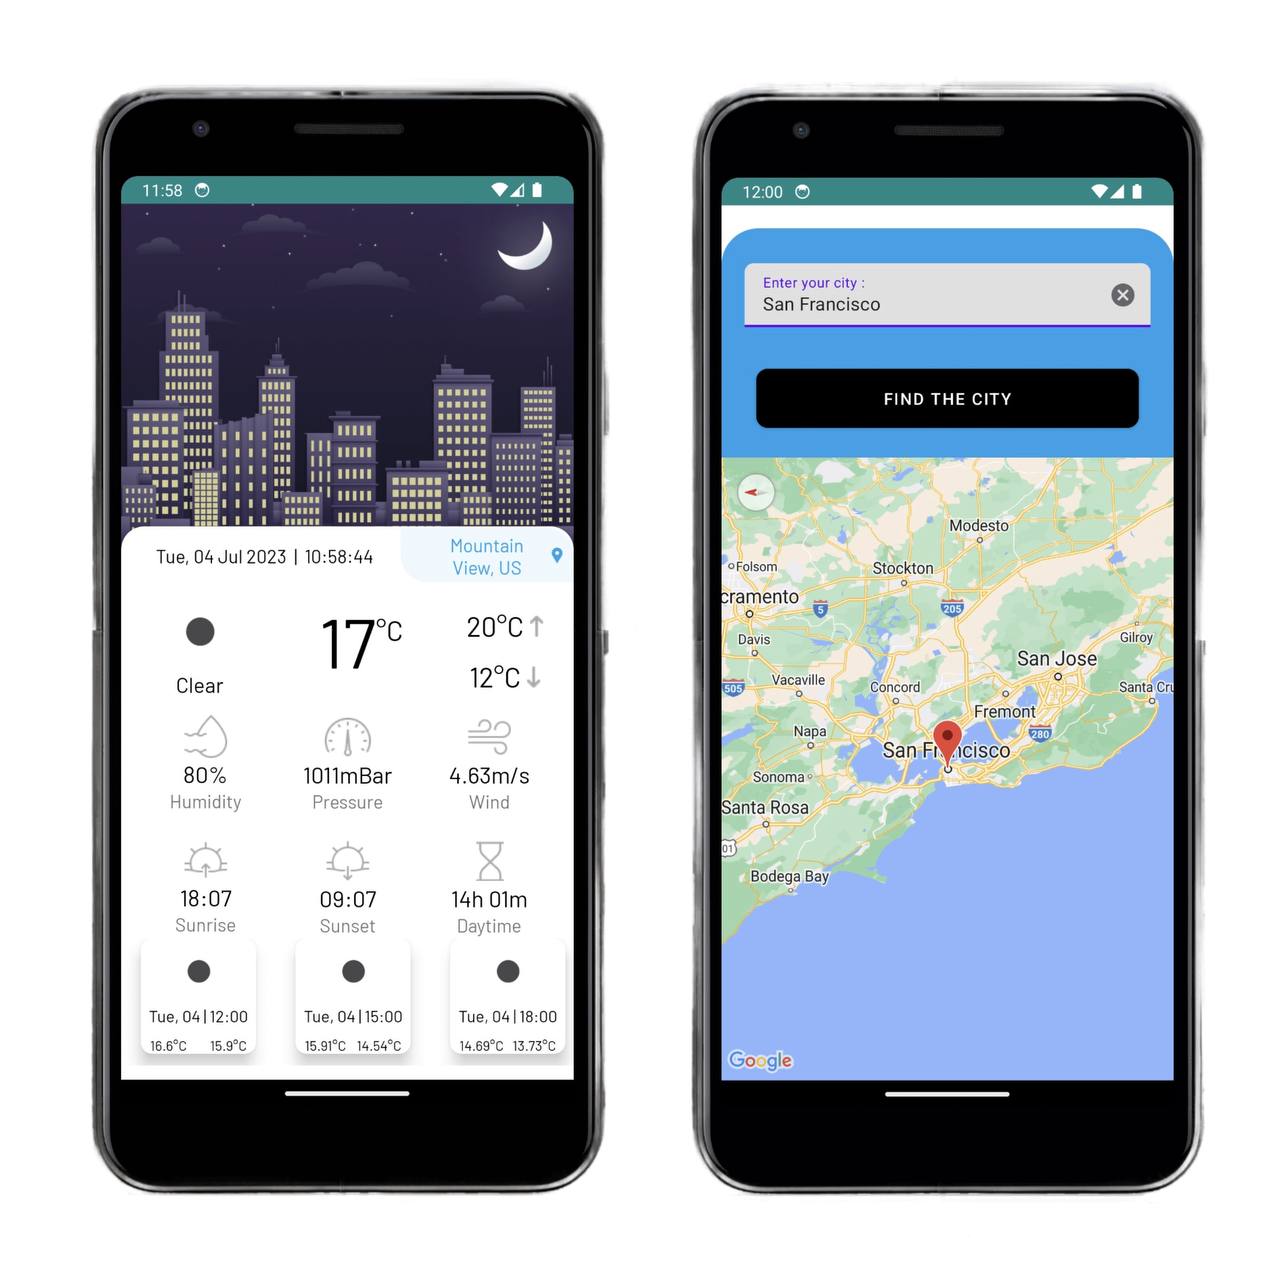 11:58
Tue, 04 Jul 2023 | 10:58:44
Mountain
View, US
17°C
20°C
12°C
Clear
80%
1011mBar
4.63m/s
Humidity
Pressure
Wind
18:07
09:07
14h 01m
Sunrise
Sunset
Daytime
Tue, 04|12:00
Tue, 04|15:00
Tue, 04|18:00
16.6°C 15.9°C
15.91°C 14.54°C
14.69°C 13.73°C
12:00
Enter your city :
San Francisco
FIND THE CITY
Modesto
Folsom
Stockton
cramento
5
205
Davis
Gilroy
San Jose
505
Vacaville
Concord
Santa Cru
Fremont
Napa
280
San Francisco
Sonoma
Santa Rosa
01
Bodega Bay
Google